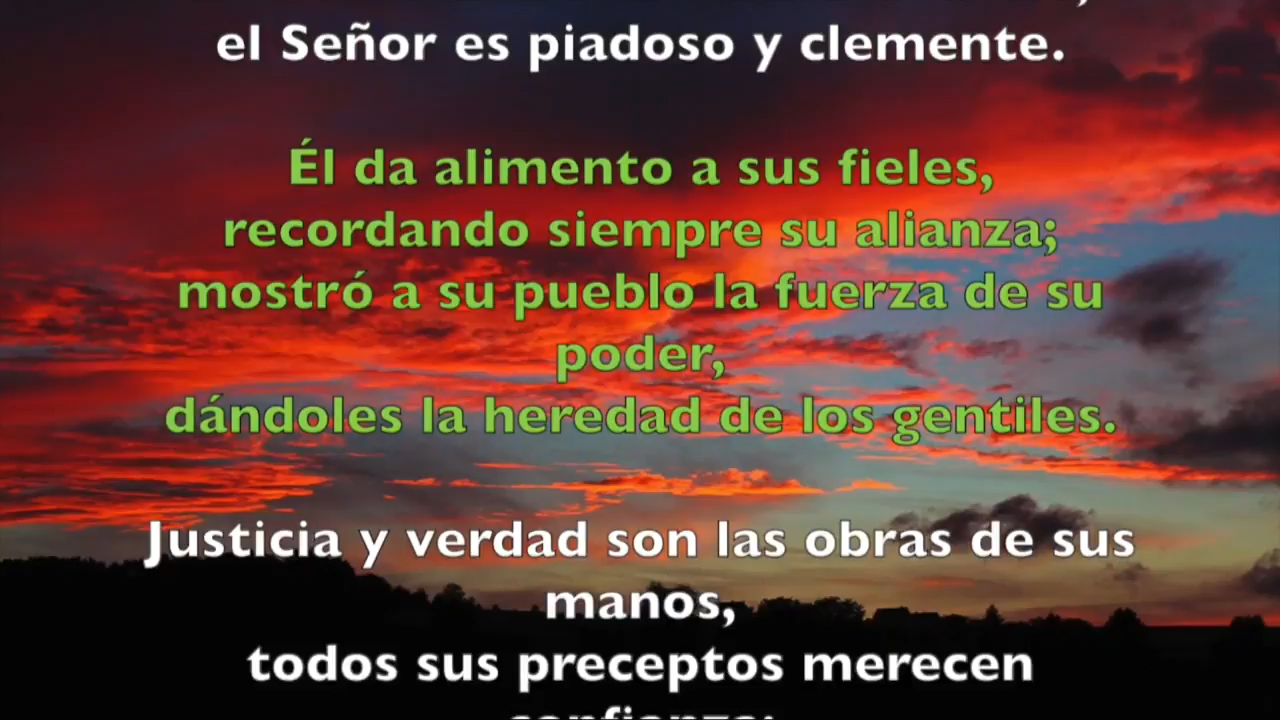 el Señor es piadoso y clemente.
Él da alimento a sus fieles,
recordando siempre su alianza;
mostró a su pueblo la fuerza de su
poder,
dándoles la heredad de los gentiles.
Justicia y verdad son las obras de sus
manos,
todos sus preceptos merecen